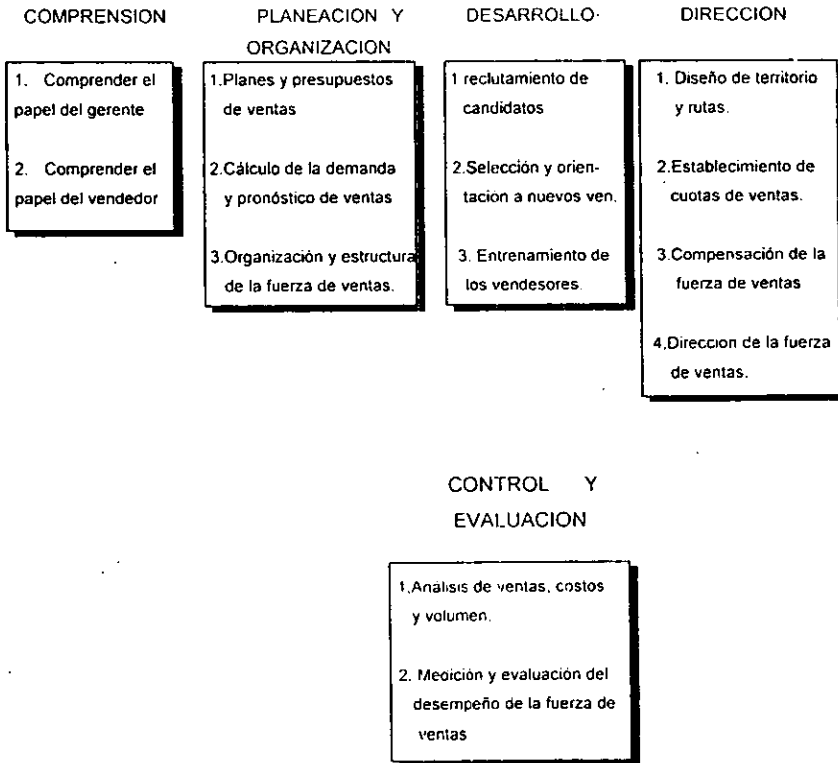 COMPRENSION
1. Comprender el
papel del gerente
2. Comprender el
papel del vendedor
PLANEACION Y
ORGANIZACION
1.Planes y presupuestos
de ventas
2.Cálculo de la demanda
y pronóstico de ventas
3.Organización y estructura
de la fuerza de ventas.
DESARROLLO
1 reclutamiento de
candidatos
2.Selección y orien-
tación a nuevos ven.
3. Entrenamiento de
los vendesores.
DIRECCION
1. Diseño de territorio
y rutas.
2.Establecimiento de
cuotas de ventas.
3.Compensación de la
fuerza de ventas
4.Direccion de la fuerza
de ventas.
CONTROL Y
EVALUACION
1.Análisis de ventas, costos
y volumen.
2. Medición y evaluación del
desempeño de la fuerza de
ventas